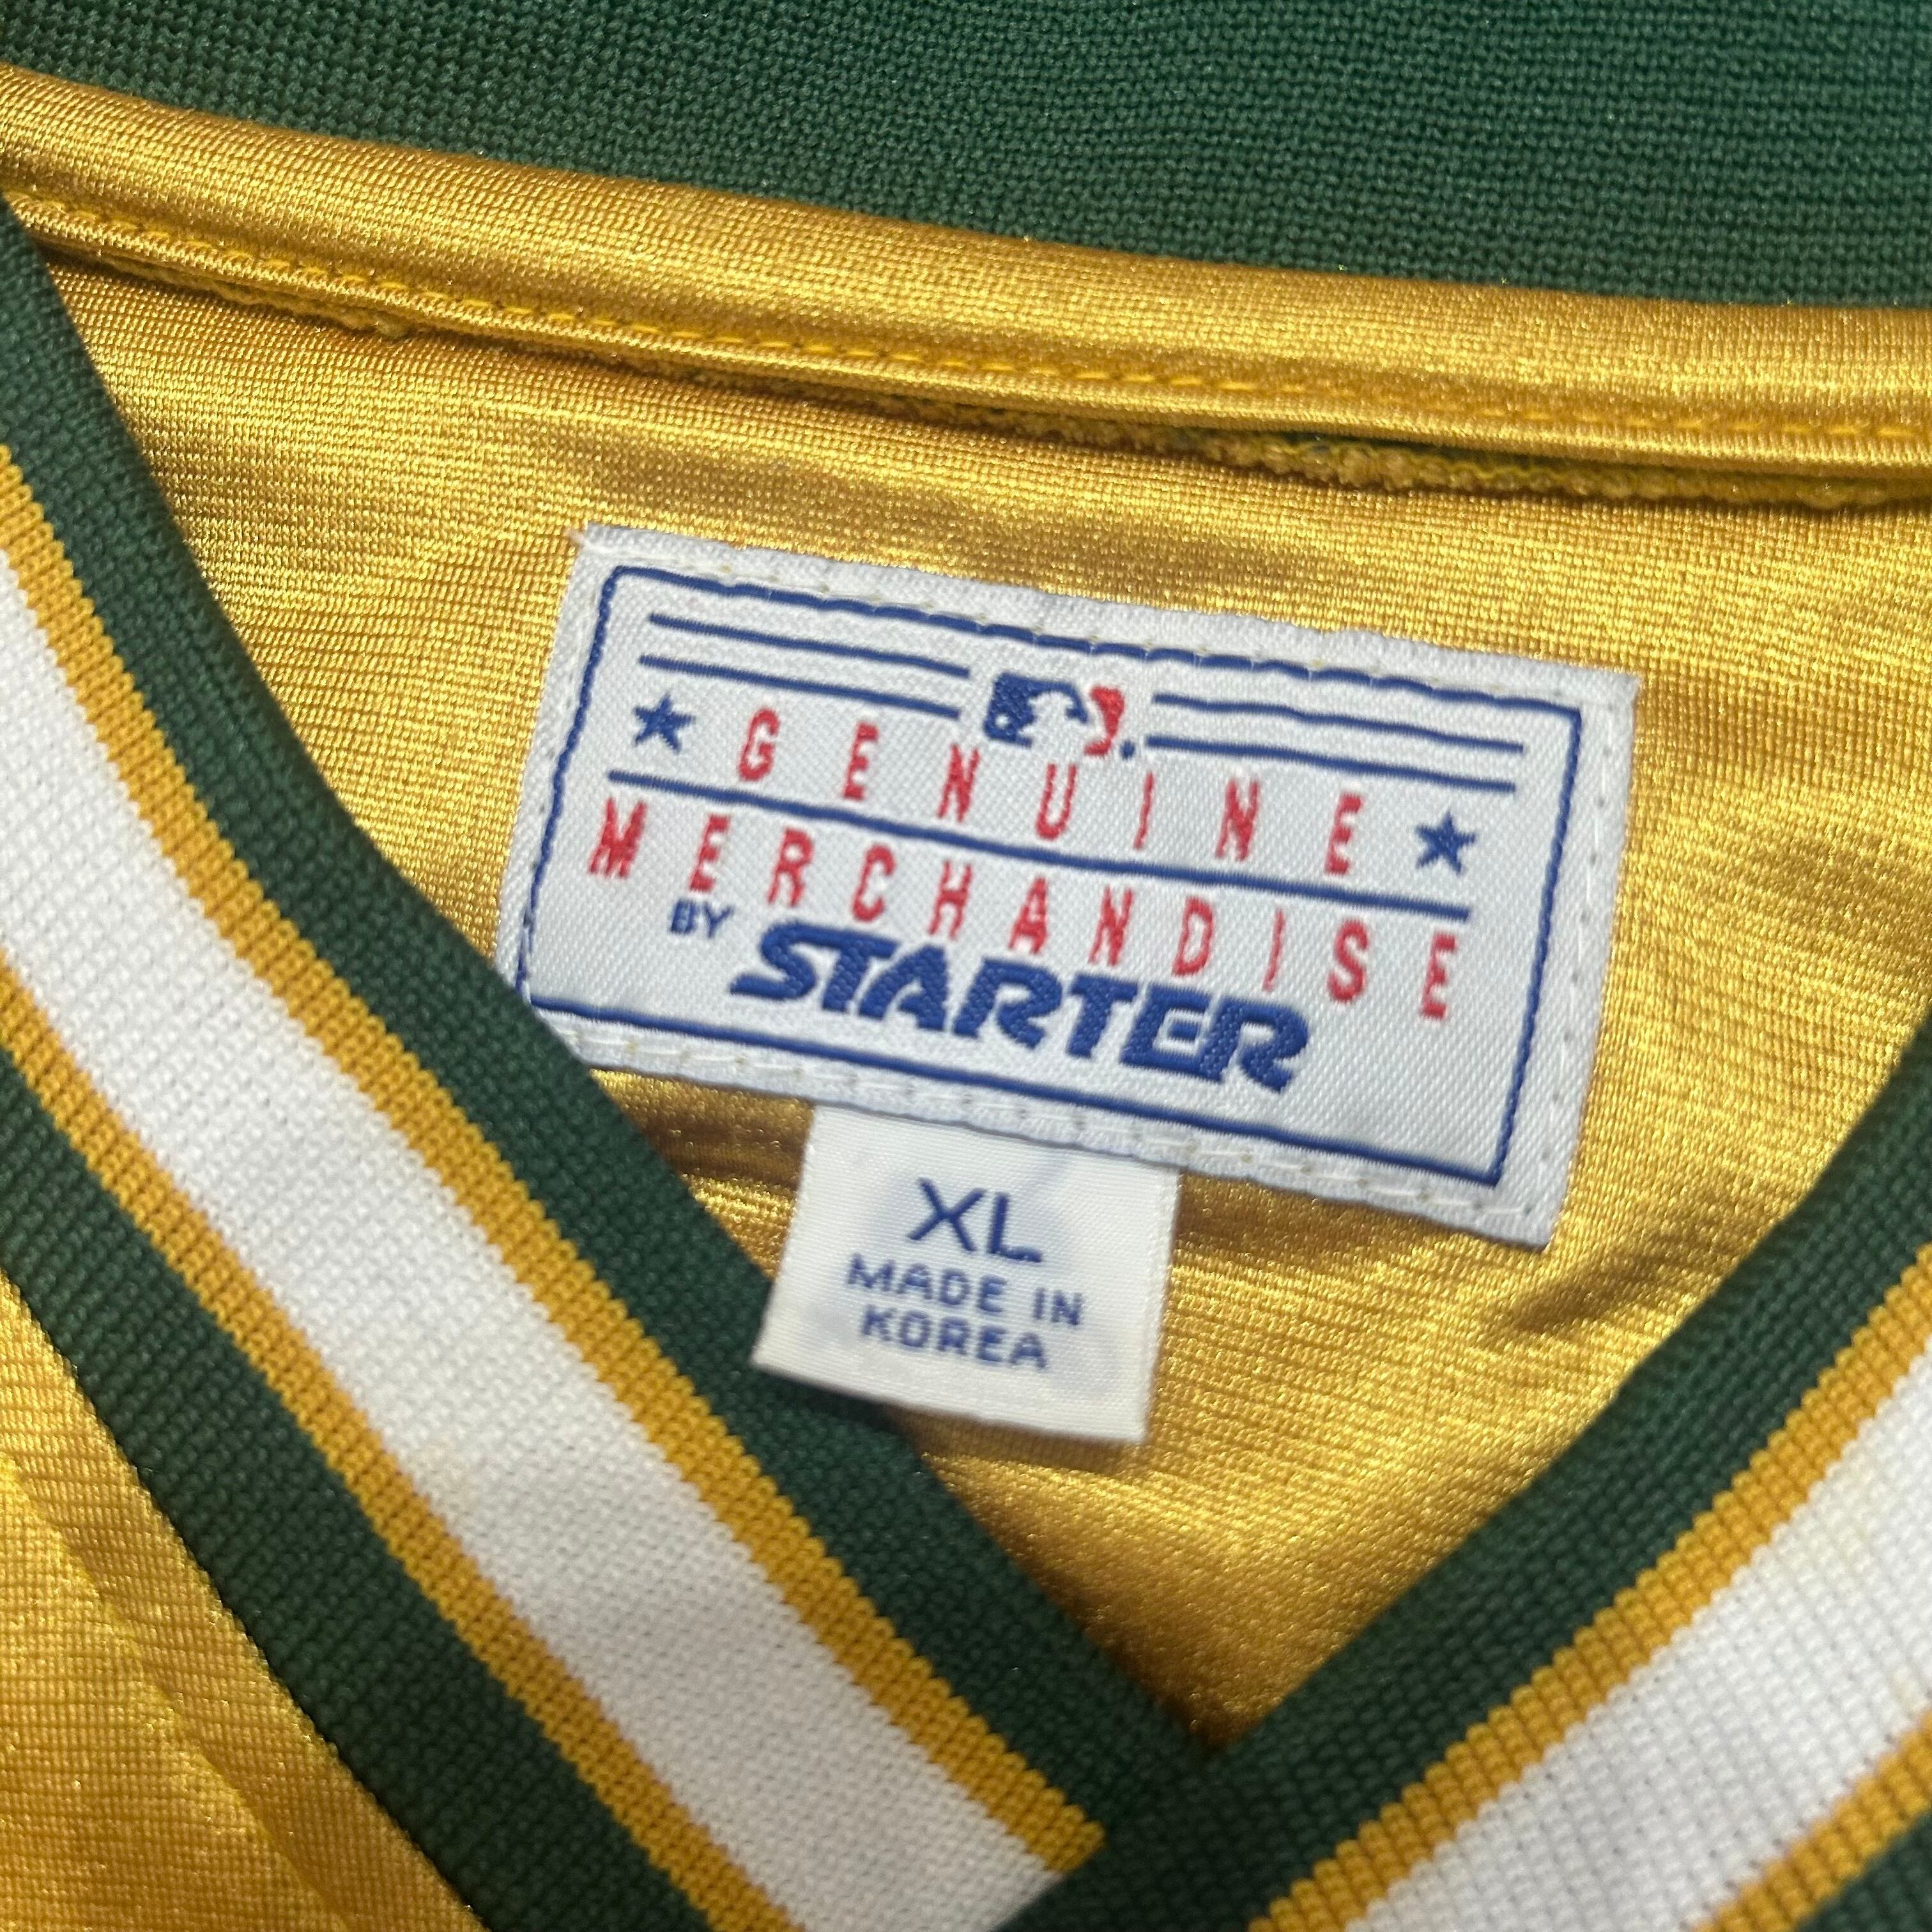 GENUINE
MERCHANDISE
BY STARTER
XL
MADE IN
KOREA